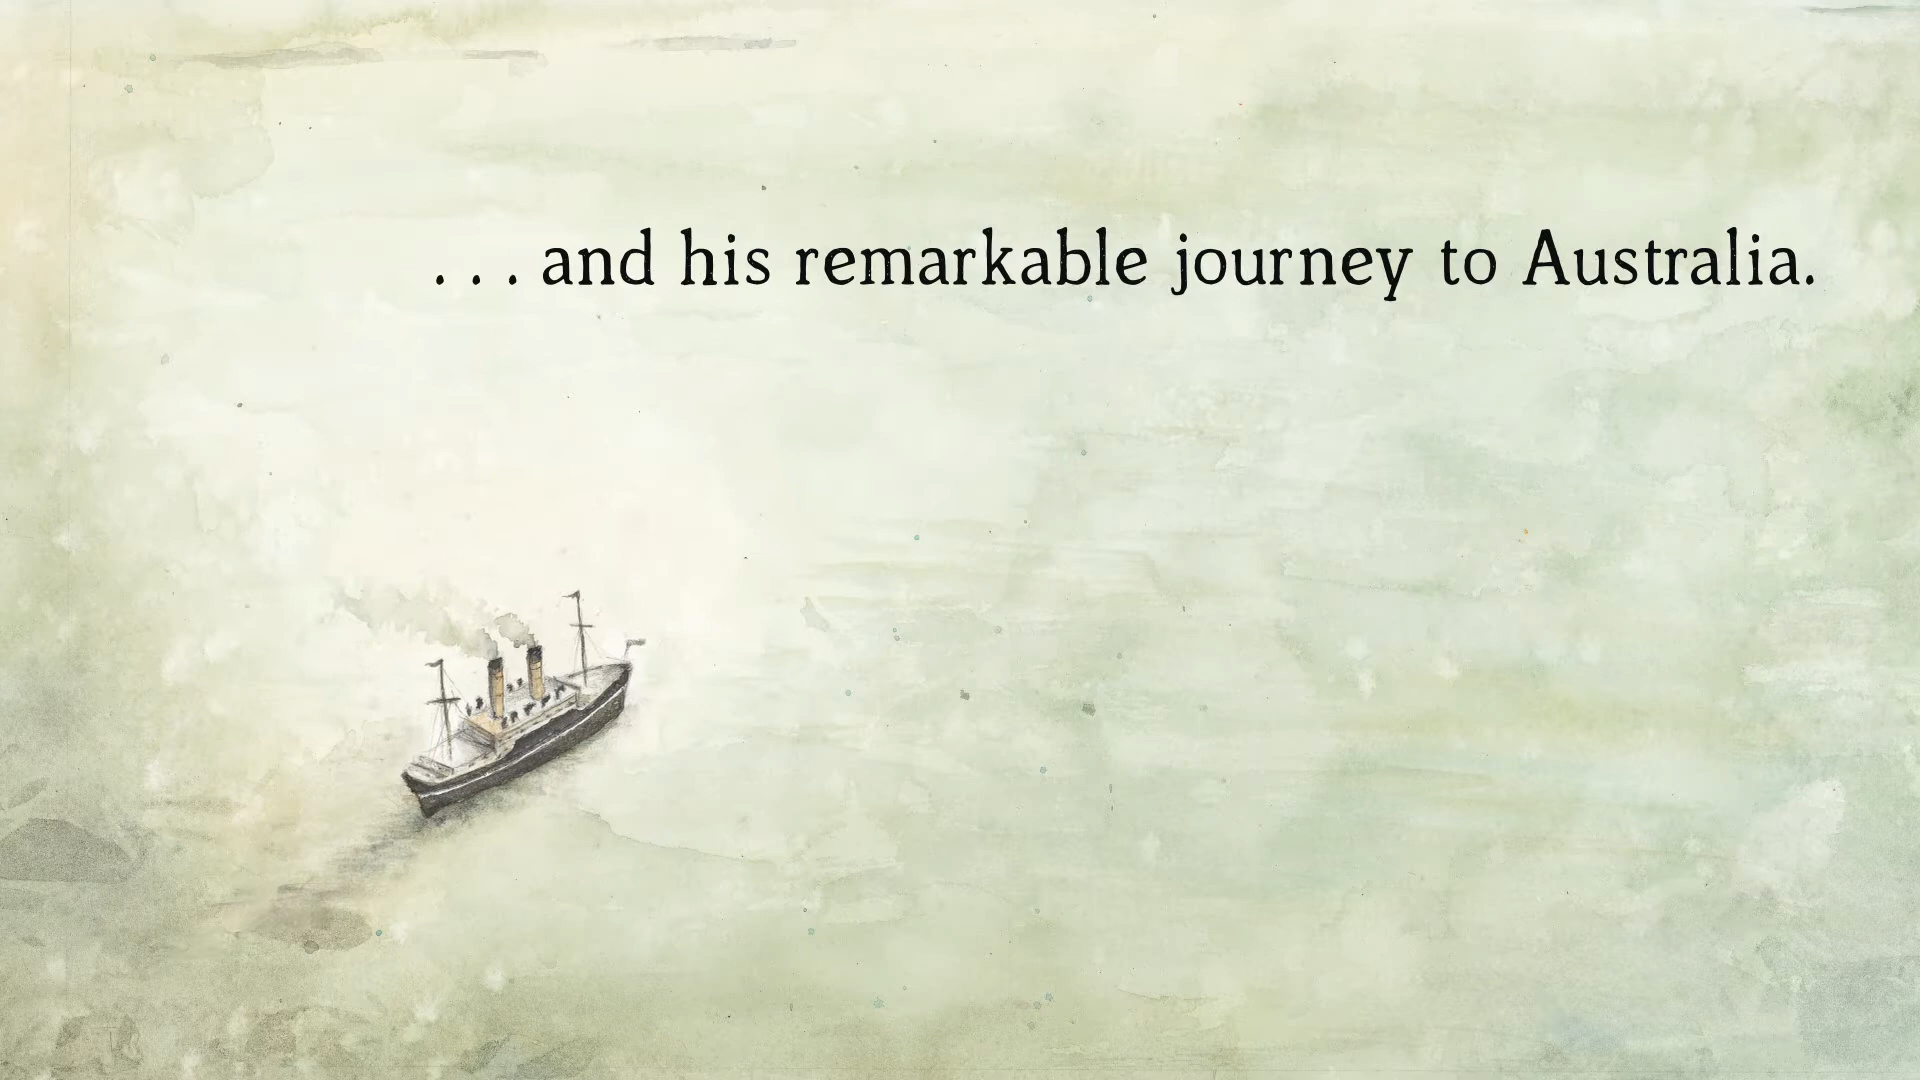 . . . and his remarkable journey to Australia.